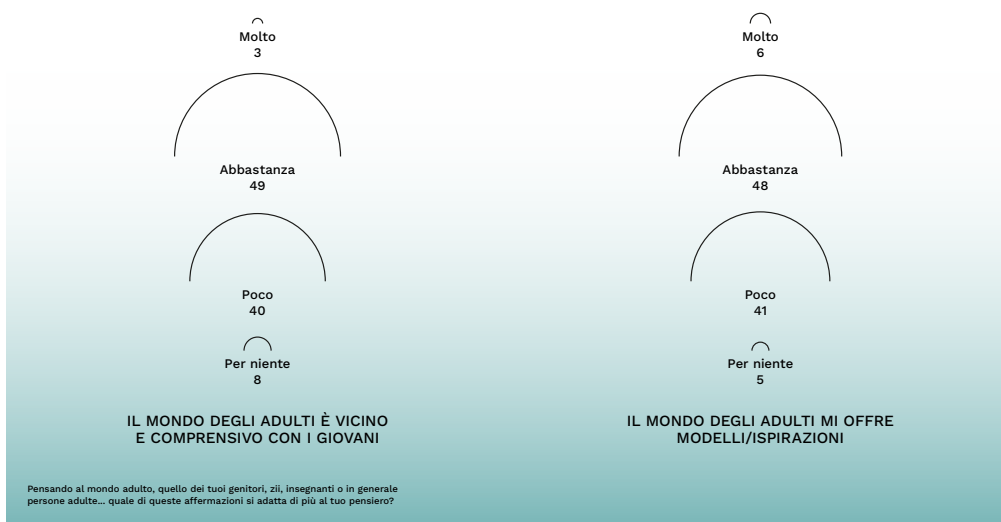 Molto
3
Abbastanza
49
Poco
40
Per niente
8
IL MONDO DEGLI ADULTI È VICINO
E COMPRENSIVO CON I GIOVANI
Molto
6
Abbastanza
48
Poco
41
Per niente
5
IL MONDO DEGLI ADULTI MI OFFRE
MODELLI/ISPIRAZIONI
Pensando al mondo adulto, quello dei tuoi genitori, zii, insegnanti o in generale
persone adulte... quale di queste affermazioni si adatta di più al tuo pensiero?